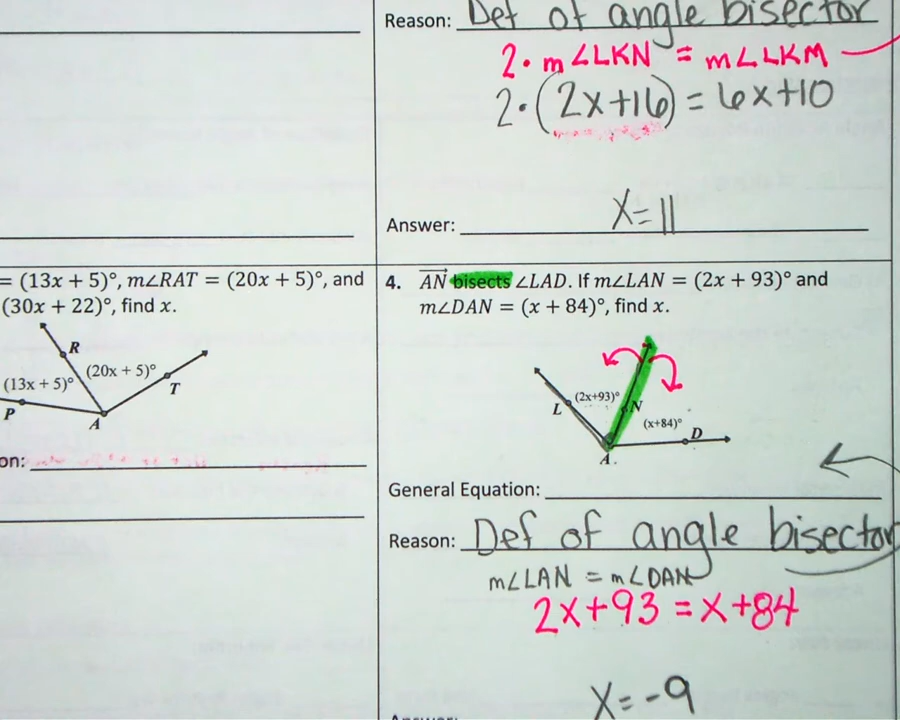 Reason: Def of angle bisector
2·m∠LKN = m∠LKM
2·(2x+16) = 6x+10
Answer: X=11
= (13x + 5)°, m∠RAT = (20x + 5)°, and
(30x + 22)°, find x.
R
(20x + 5)°
(13x + 5)°
T
P
A
on:
4. AN bisects ∠LAD. If m∠LAN = (2x + 93)° and
m∠DAN = (x + 84)°, find x.
(2x+93)°
L
N
(x+84)°
D
A
General Equation:
Reason: Def of angle bisector
m∠LAN = m∠DAN
2x+93 = x+84
X=-9